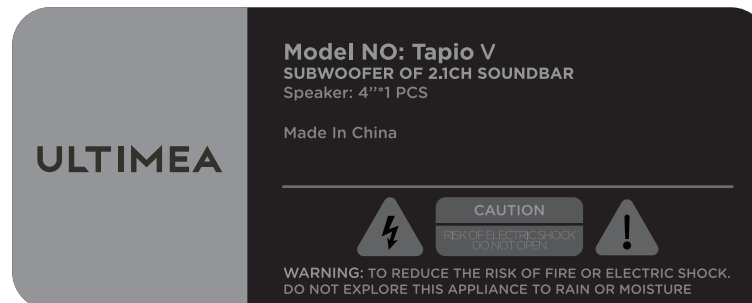 ULTIMEA
Model NO: Tapio V
SUBWOOFER OF 2.1CH SOUNDBAR
Speaker: 4’’*1 PCS
Made In China
CAUTION
RISK OF ELECTRIC SHOCK
DO NOT OPEN
WARNING: TO REDUCE THE RISK OF FIRE OR ELECTRIC SHOCK.
DO NOT EXPLORE THIS APPLIANCE TO RAIN OR MOISTURE